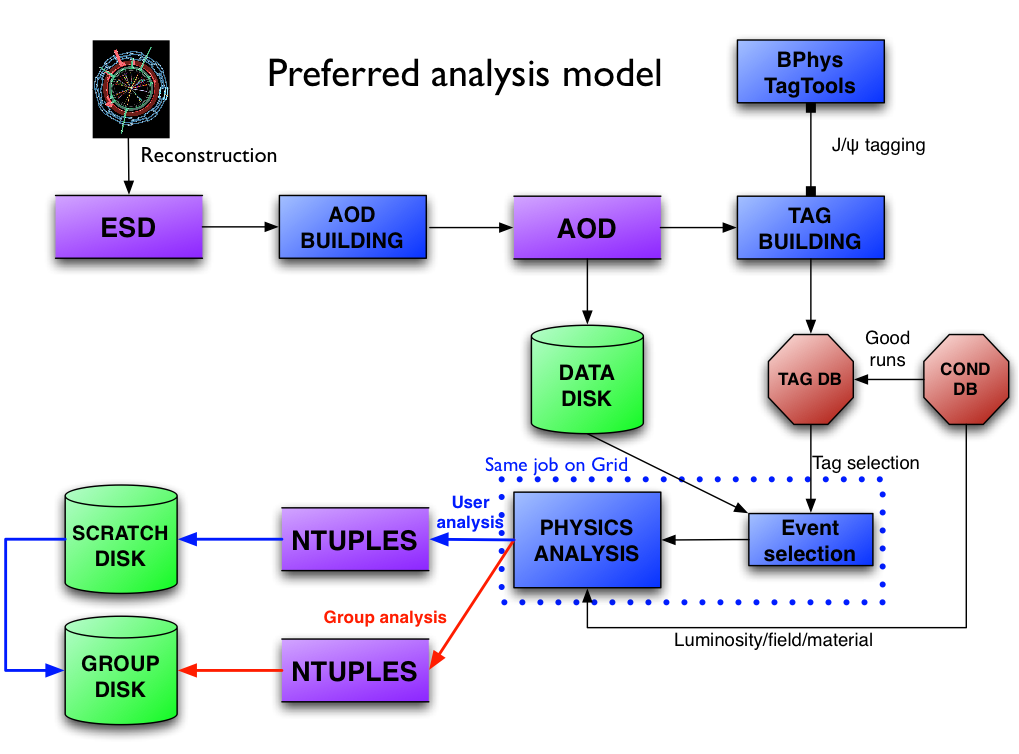 Preferred analysis model
BPhys
TagTools
Reconstruction
J/ψ tagging
ESD
AOD
BUILDING
AOD
TAG
BUILDING
DATA
DISK
TAG DB
Good
runs
COND
DB
Same job on Grid
Tag selection
SCRATCH
DISK
NTUPLES
User
analysis
PHYSICS
ANALYSIS
Event
selection
Group analysis
Luminosity/field/material
GROUP
DISK
NTUPLES